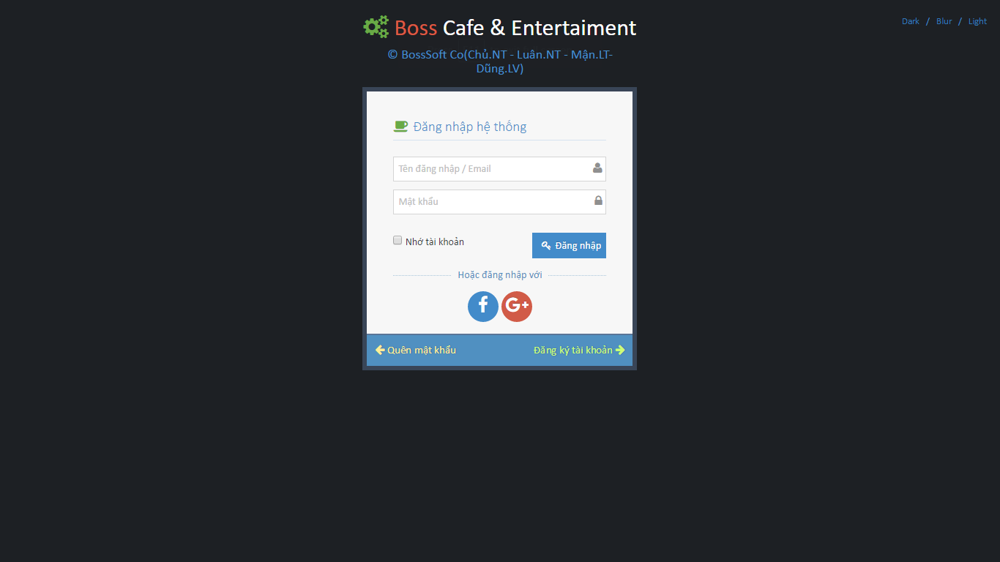 Boss Cafe & Entertaiment
Dark / Blur / Light
© BossSoft Co(Chủ.NT - Luân.NT - Mận.LT-
Dũng.LV)
Đăng nhập hệ thống
Tên đăng nhập / Email
Mật khẩu
Nhớ tài khoản
Đăng nhập
Hoặc đăng nhập với
Quên mật khẩu
Đăng ký tài khoản